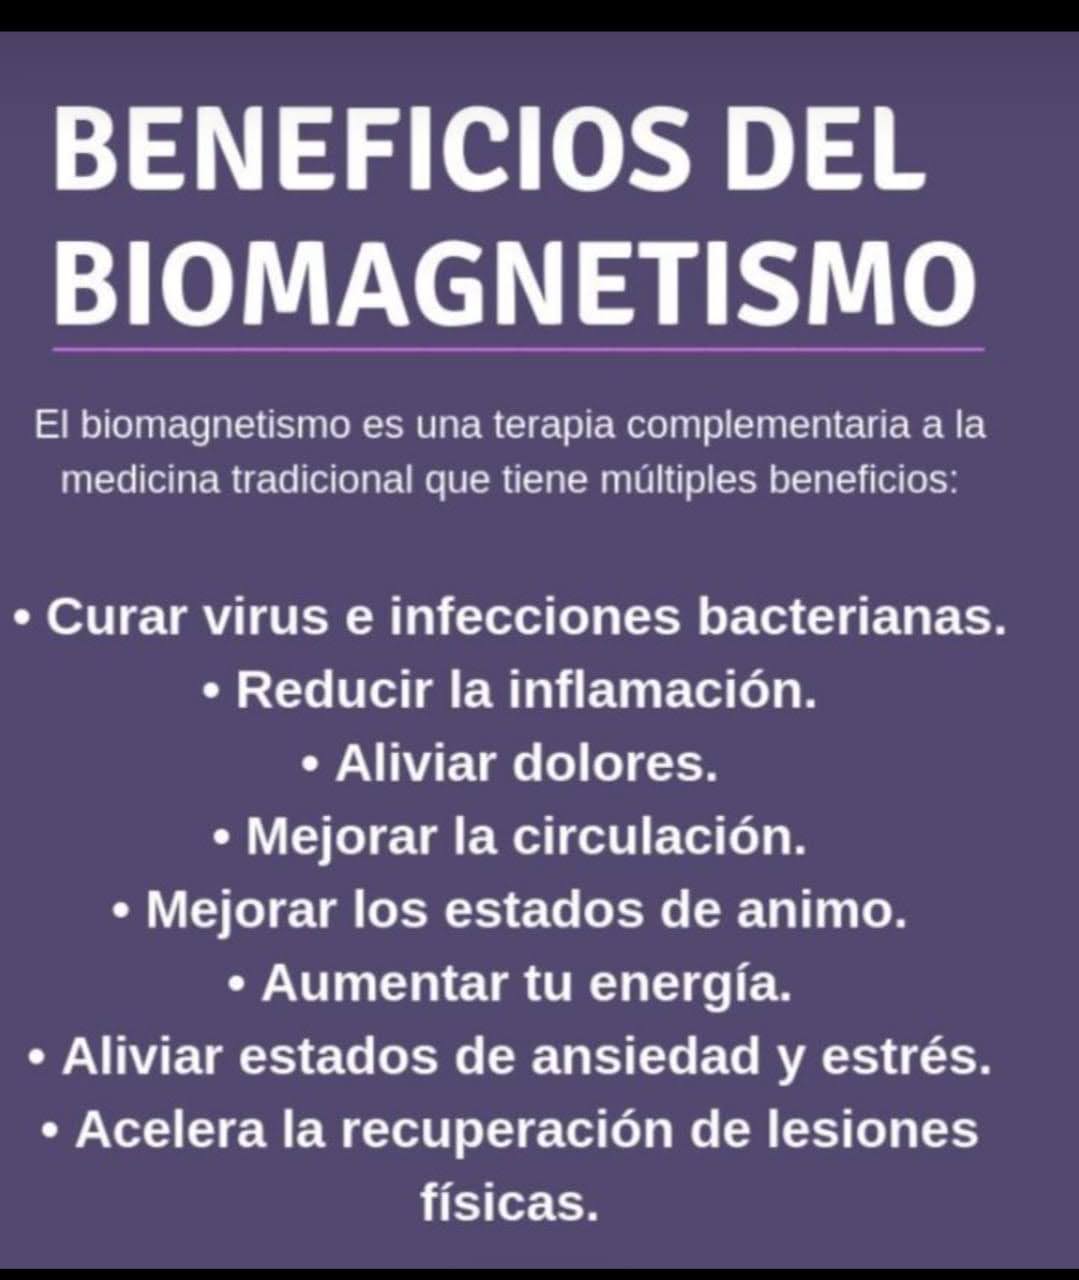 BENEFICIOS DEL
BIOMAGNETISMO
El biomagnetismo es una terapia complementaria a la
medicina tradicional que tiene múltiples beneficios:
• Curar virus e infecciones bacterianas.
• Reducir la inflamación.
• Aliviar dolores.
• Mejorar la circulación.
• Mejorar los estados de animo.
• Aumentar tu energía.
• Aliviar estados de ansiedad y estrés.
• Acelera la recuperación de lesiones
físicas.